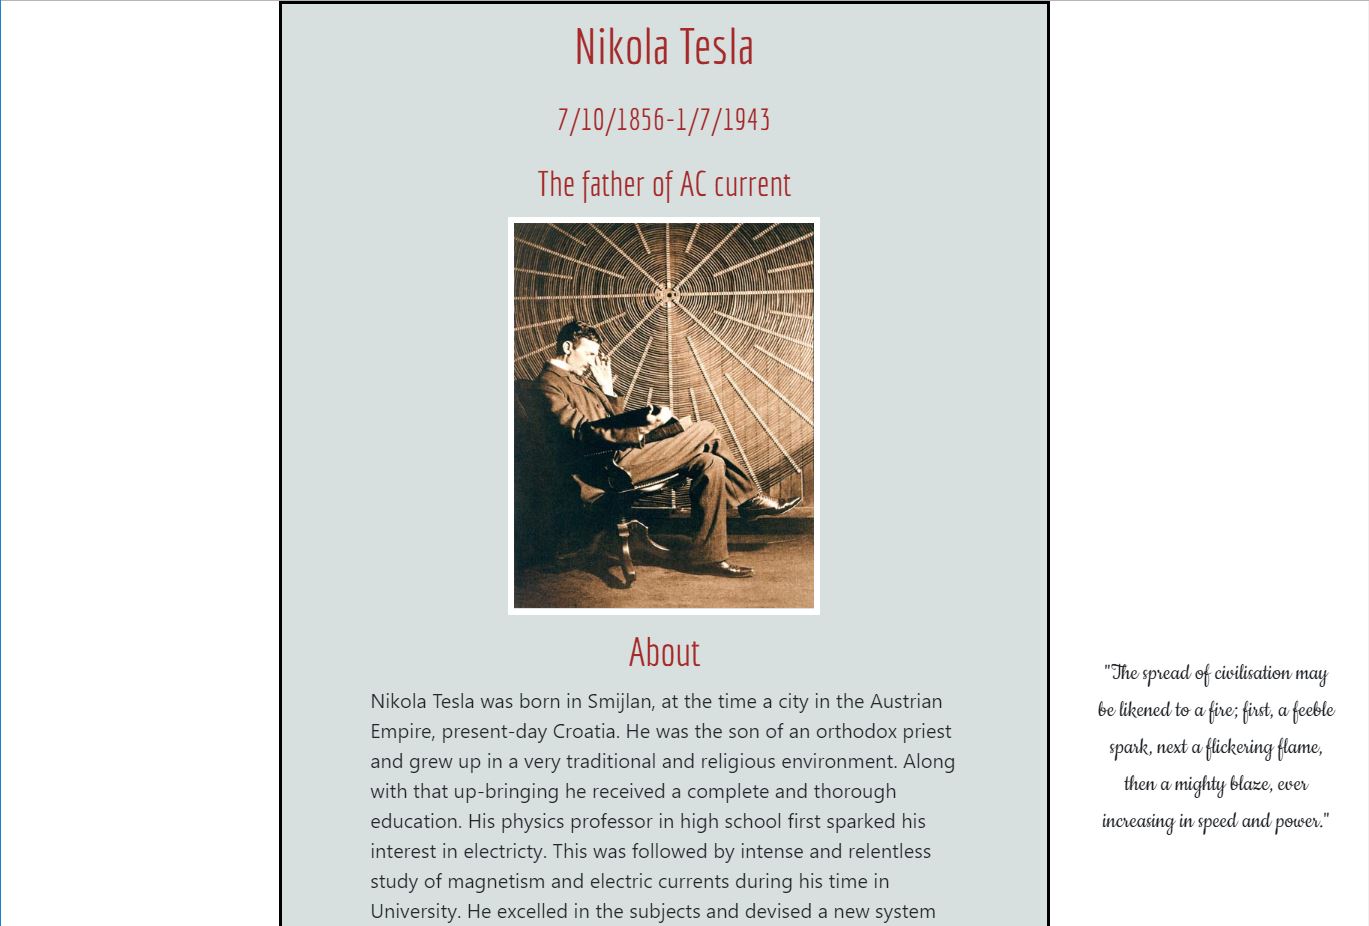 Nikola Tesla
7/10/1856-1/7/1943
The father of AC current
About
Nikola Tesla was born in Smijlan, at the time a city in the Austrian
Empire, present-day Croatia. He was the son of an orthodox priest
and grew up in a very traditional and religious environment. Along
with that up-bringing he received a complete and thorough
education. His physics professor in high school first sparked his
interest in electricty. This was followed by intense and relentless
study of magnetism and electric currents during his time in
University. He excelled in the subjects and devised a new system
"The spread of civilisation may
be likened to a fire; first, a feeble
spark, next a flickering flame,
then a mighty blaze, ever
increasing in speed and power."